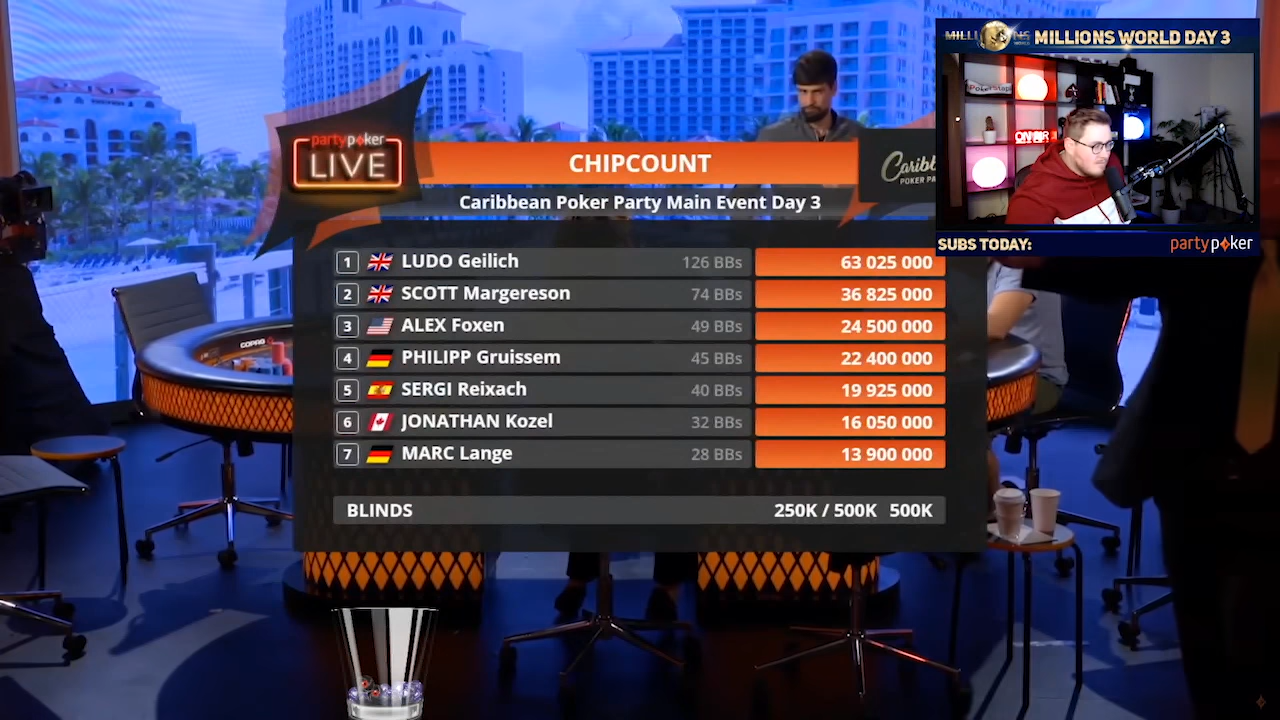 MILLIONS WORLD DAY 3
partypoker
LIVE
CHIPCOUNT
Caribbean Poker Party Main Event Day 3
ON AIR
SUBS TODAY:
partypoker
1 LUDO Geilich 126 BBs 63 025 000
2 SCOTT Margereson 74 BBs 36 825 000
3 ALEX Foxen 49 BBs 24 500 000
4 PHILIPP Gruissem 45 BBs 22 400 000
5 SERGI Reixach 40 BBs 19 925 000
6 JONATHAN Kozel 32 BBs 16 050 000
7 MARC Lange 28 BBs 13 900 000
BLINDS 250K / 500K 500K
COPAG